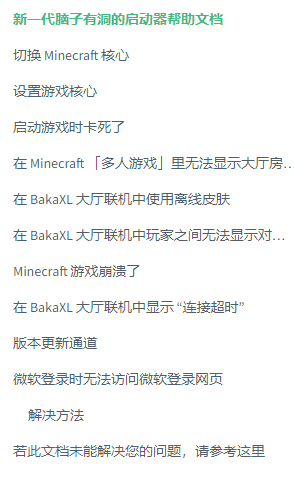 新一代脑子有洞的启动器帮助文档
切换 Minecraft 核心
设置游戏核心
启动游戏时卡死了
在 Minecraft 「多人游戏」里无法显示大厅房…
在 BakaXL 大厅联机中使用离线皮肤
在 BakaXL 大厅联机中玩家之间无法显示对…
Minecraft 游戏崩溃了
在 BakaXL 大厅联机中显示 “连接超时”
版本更新通道
微软登录时无法访问微软登录网页
解决方法
若此文档未能解决您的问题，请参考这里